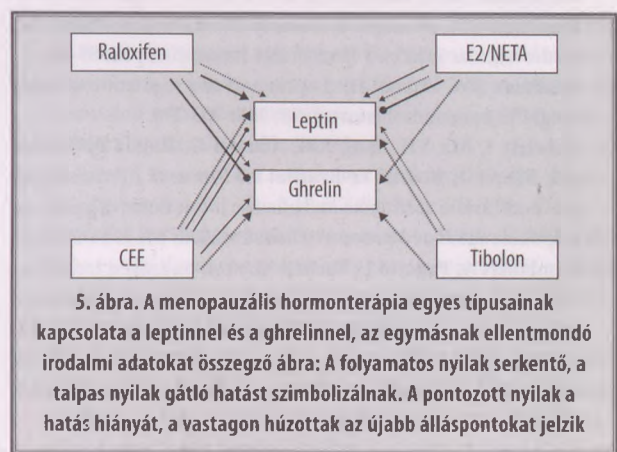 Raloxifen
E2/NETA
Leptin
Ghrelin
CEE
Tibolon
5. ábra. A menopauzális hormonterápia egyes típusainak
kapcsolata a leptinnel és a ghrelinnel, az egymásnak ellentmondó
irodalmi adatokat összegző ábra: A folyamatos nyilak serkentő, a
talpas nyilak gátló hatást szimbolizálnak. A pontozott nyilak a
hatás hiányát, a vastagon húzottak az újabb álláspontokat jelzik